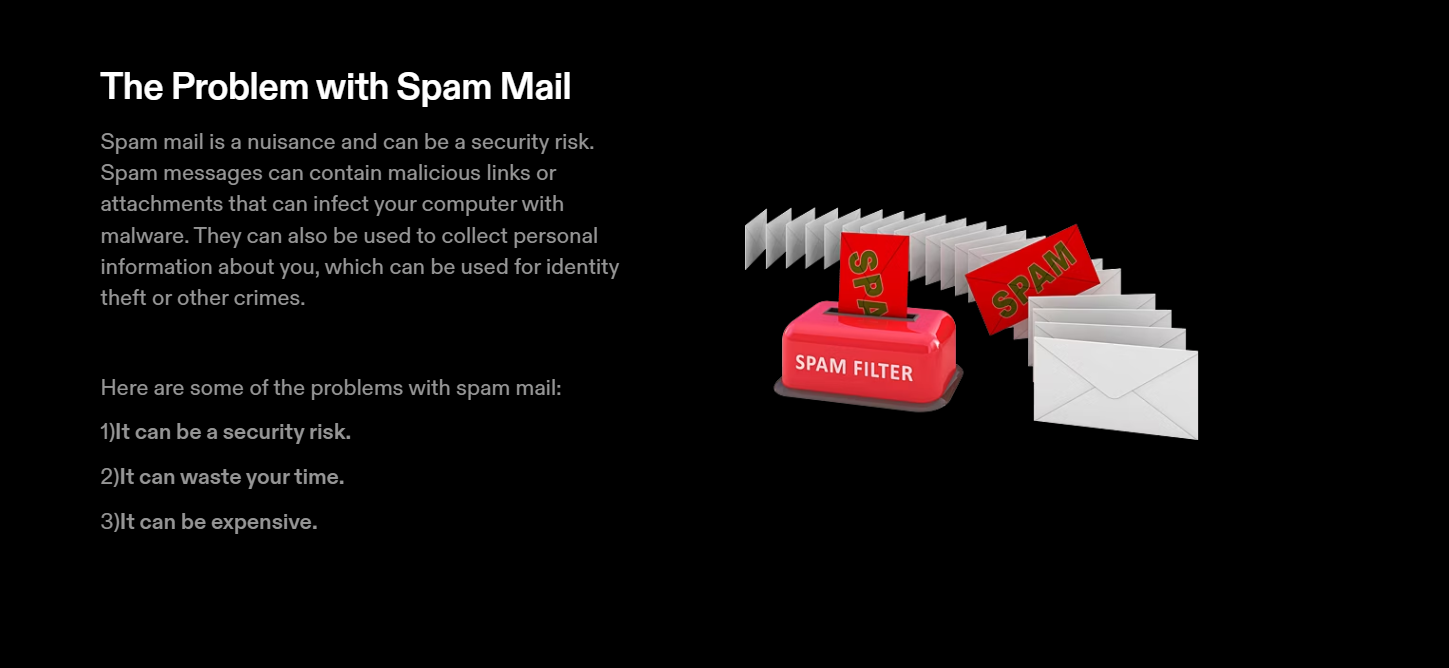 The Problem with Spam Mail
Spam mail is a nuisance and can be a security risk.
Spam messages can contain malicious links or
attachments that can infect your computer with
malware. They can also be used to collect personal
information about you, which can be used for identity
theft or other crimes.
Here are some of the problems with spam mail:
1)It can be a security risk.
2)It can waste your time.
3)It can be expensive.
SPA
SPAM
SPAM FILTER